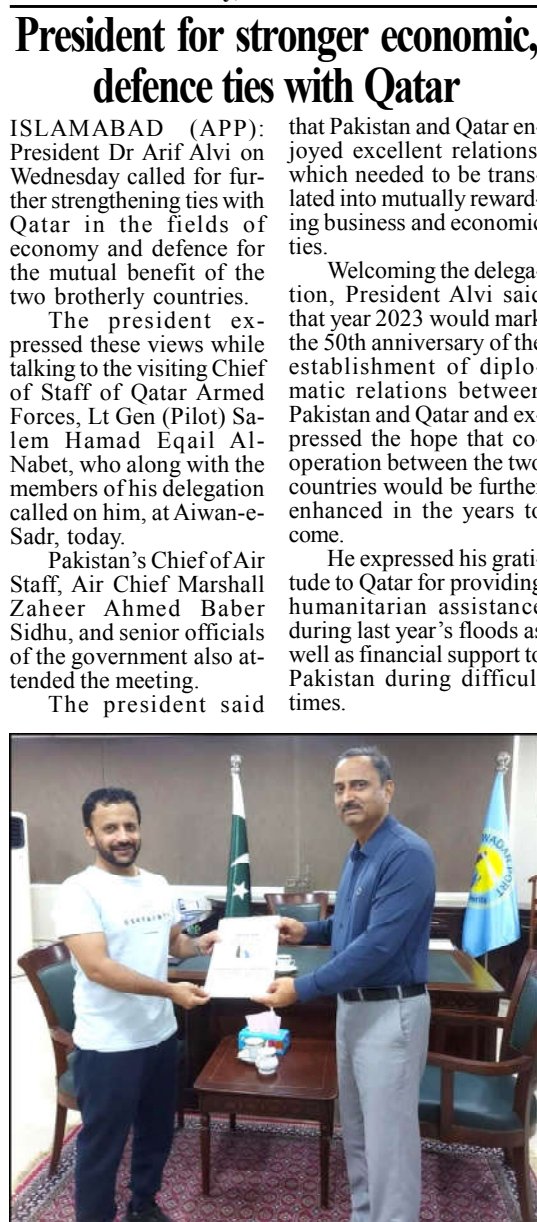 President for stronger economic,
defence ties with Qatar
ISLAMABAD (APP):
President Dr Arif Alvi on
Wednesday called for fur-
ther strengthening ties with
Qatar in the fields of
economy and defence for
the mutual benefit of the
two brotherly countries.
The president ex-
pressed these views while
talking to the visiting Chief
of Staff of Qatar Armed
Forces, Lt Gen (Pilot) Sa-
lem Hamad Eqail Al-
Nabet, who along with the
members of his delegation
called on him, at Aiwan-e-
Sadr, today.
Pakistan's Chief of Air
Staff, Air Chief Marshall
Zaheer Ahmed Baber
Sidhu, and senior officials
of the government also at-
tended the meeting.
The president said
that Pakistan and Qatar en-
joyed excellent relations
which needed to be trans-
lated into mutually reward-
ing business and economic
ties.
Welcoming the delega-
tion, President Alvi said
that year 2023 would mark
the 50th anniversary of the
establishment of diplo-
matic relations between
Pakistan and Qatar and ex-
pressed the hope that co-
operation between the two
countries would be further
enhanced in the years to
come.
He expressed his grati-
tude to Qatar for providing
humanitarian assistance
during last year's floods as
well as financial support to
Pakistan during difficul
times.